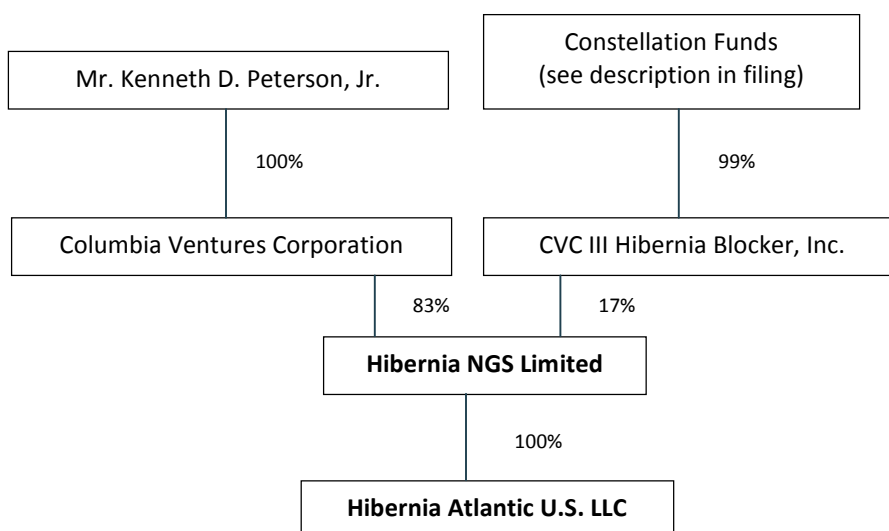 Mr. Kenneth D. Peterson, Jr.
Constellation Funds
(see description in filing)
100%
99%
Columbia Ventures Corporation
CVC III Hibernia Blocker, Inc.
83%
17%
Hibernia NGS Limited
100%
Hibernia Atlantic U.S. LLC